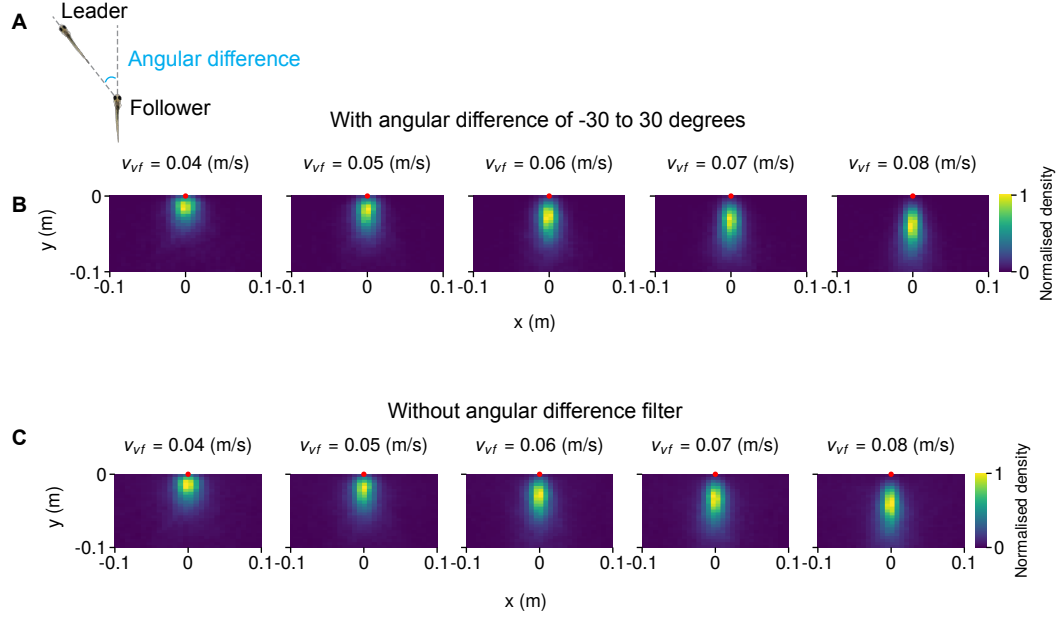 A
Leader
Angular difference
Follower
With angular difference of -30 to 30 degrees
B
v_vf = 0.04 (m/s)
v_vf = 0.05 (m/s)
v_vf = 0.06 (m/s)
v_vf = 0.07 (m/s)
v_vf = 0.08 (m/s)
y (m)
0
-0.1
-0.1 0 0.1
-0.1 0 0.1
-0.1 0 0.1
-0.1 0 0.1
-0.1 0 0.1
x (m)
1
0
Normalised density
Without angular difference filter
C
v_vf = 0.04 (m/s)
v_vf = 0.05 (m/s)
v_vf = 0.06 (m/s)
v_vf = 0.07 (m/s)
v_vf = 0.08 (m/s)
y (m)
0
-0.1
-0.1 0 0.1
-0.1 0 0.1
-0.1 0 0.1
-0.1 0 0.1
-0.1 0 0.1
x (m)
1
0
Normalised density